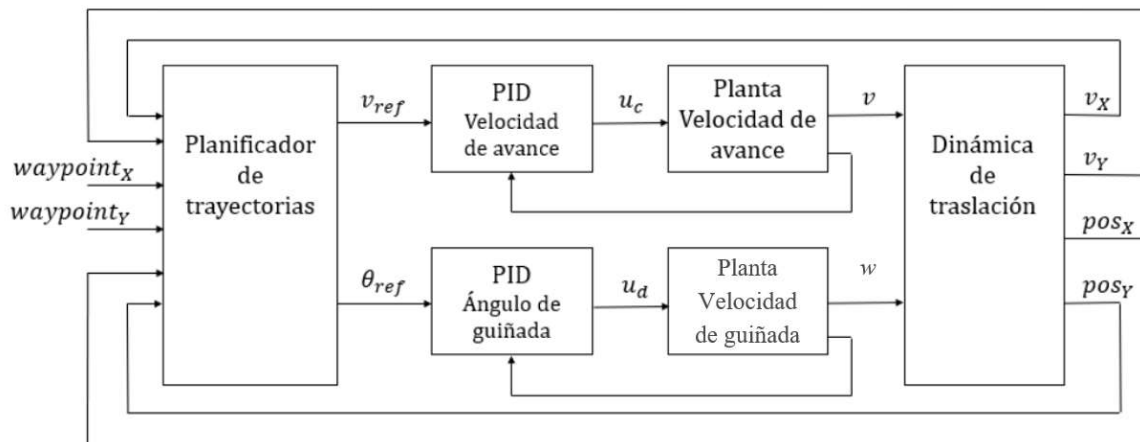 Planificador
de
trayectorias
waypoint_X
waypoint_Y
v_ref
θ_ref
PID
Velocidad
de avance
u_c
Planta
Velocidad de
avance
v
PID
Ángulo de
guiñada
u_d
Planta
Velocidad
de guiñada
w
Dinámica
de
traslación
v_X
v_Y
pos_X
pos_Y